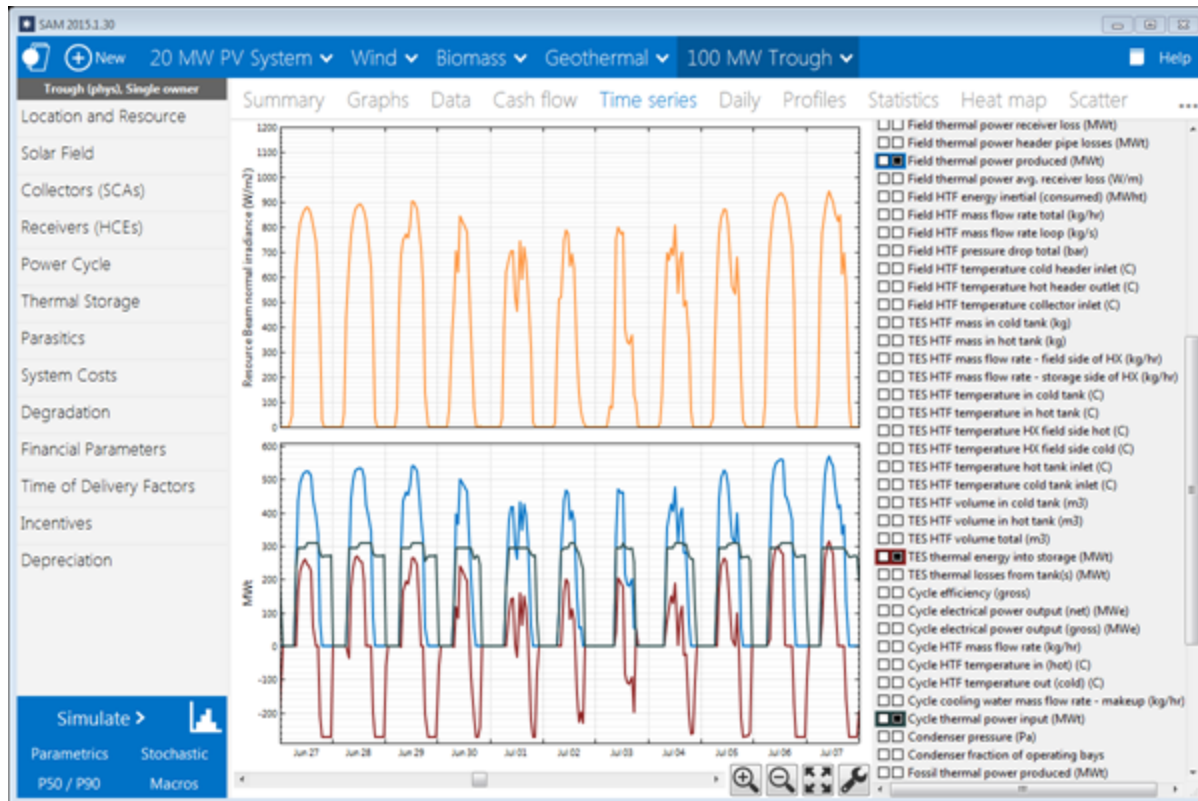 SAM 2015.1.30
New 20 MW PV System Wind Biomass Geothermal 100 MW Trough Help
Trough (phys), Single owner
Location and Resource
Solar Field
Collectors (SCAs)
Receivers (HCEs)
Power Cycle
Thermal Storage
Parasitics
System Costs
Degradation
Financial Parameters
Time of Delivery Factors
Incentives
Depreciation
Simulate >
Parametrics Stochastic
P50 / P90 Macros
Summary Graphs Data Cash flow Time series Daily Profiles Statistics Heat map Scatter ...
Resource Beam normal irradiance (W/m2)
1200
1100
1000
900
800
700
600
500
400
300
200
100
0
MWt
600
500
400
300
200
100
0
-100
-200
Jun 27 Jun 28 Jun 29 Jun 30 Jul 01 Jul 02 Jul 03 Jul 04 Jul 05 Jul 06 Jul 07
Field thermal power receiver loss (MWt)
Field thermal power header pipe losses (MWt)
Field thermal power produced (MWt)
Field thermal power avg. receiver loss (W/m)
Field HTF energy inertial (consumed) (MWht)
Field HTF mass flow rate total (kg/hr)
Field HTF mass flow rate loop (kg/s)
Field HTF pressure drop total (bar)
Field HTF temperature cold header inlet (C)
Field HTF temperature hot header outlet (C)
Field HTF temperature collector inlet (C)
TES HTF mass in cold tank (kg)
TES HTF mass in hot tank (kg)
TES HTF mass flow rate - field side of HX (kg/hr)
TES HTF mass flow rate - storage side of HX (kg/hr)
TES HTF temperature in cold tank (C)
TES HTF temperature in hot tank (C)
TES HTF temperature HX field side hot (C)
TES HTF temperature HX field side cold (C)
TES HTF temperature hot tank inlet (C)
TES HTF temperature cold tank inlet (C)
TES HTF volume in cold tank (m3)
TES HTF volume in hot tank (m3)
TES HTF volume total (m3)
TES thermal energy into storage (MWt)
TES thermal losses from tank(s) (MWt)
Cycle efficiency (gross)
Cycle electrical power output (net) (MWe)
Cycle electrical power output (gross) (MWe)
Cycle HTF mass flow rate (kg/hr)
Cycle HTF temperature in (hot) (C)
Cycle HTF temperature out (cold) (C)
Cycle cooling water mass flow rate - makeup (kg/hr)
Cycle thermal power input (MWt)
Condenser pressure (Pa)
Condenser fraction of operating bays
Fossil thermal power produced (MWt)